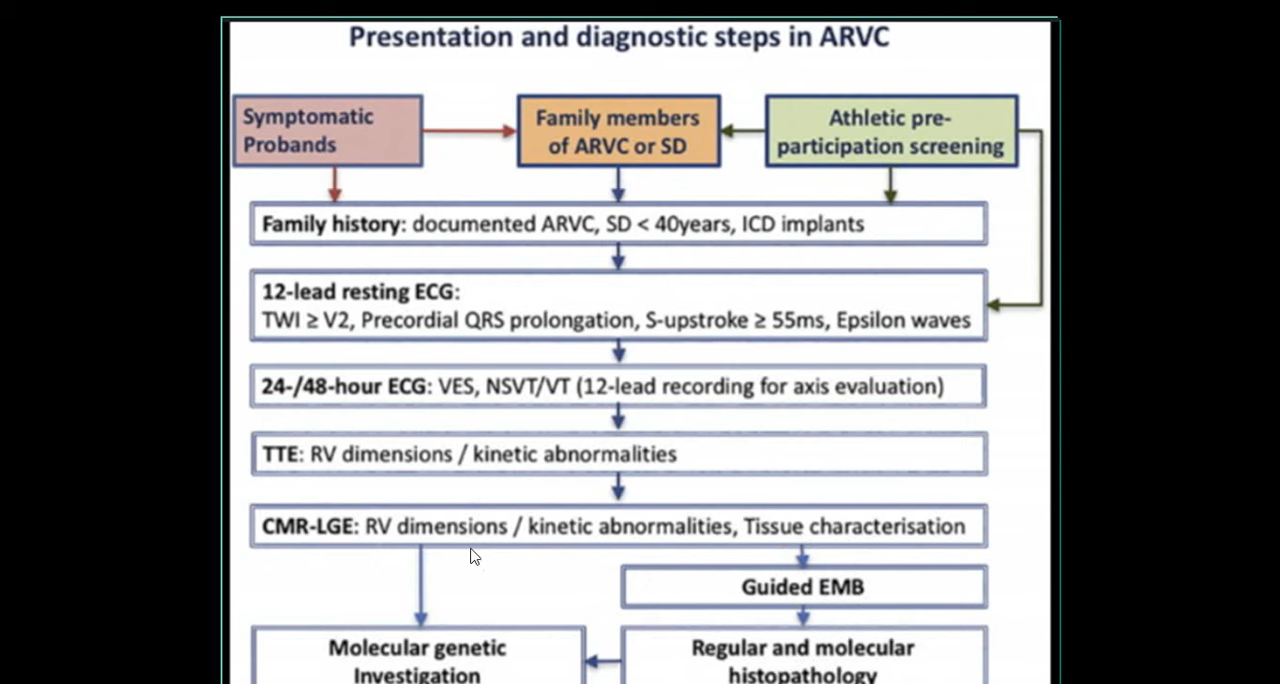 Presentation and diagnostic steps in ARVC
Symptomatic
Probands
Family members
of ARVC or SD
Athletic pre-
participation screening
Family history: documented ARVC, SD < 40years, ICD implants
12-lead resting ECG:
TWI ≥ V2, Precordial QRS prolongation, S-upstroke ≥ 55ms, Epsilon waves
24-/48-hour ECG: VES, NSVT/VT (12-lead recording for axis evaluation)
TTE: RV dimensions / kinetic abnormalities
CMR-LGE: RV dimensions / kinetic abnormalities, Tissue characterisation
Guided EMB
Molecular genetic
Investigation
Regular and molecular
histopathology